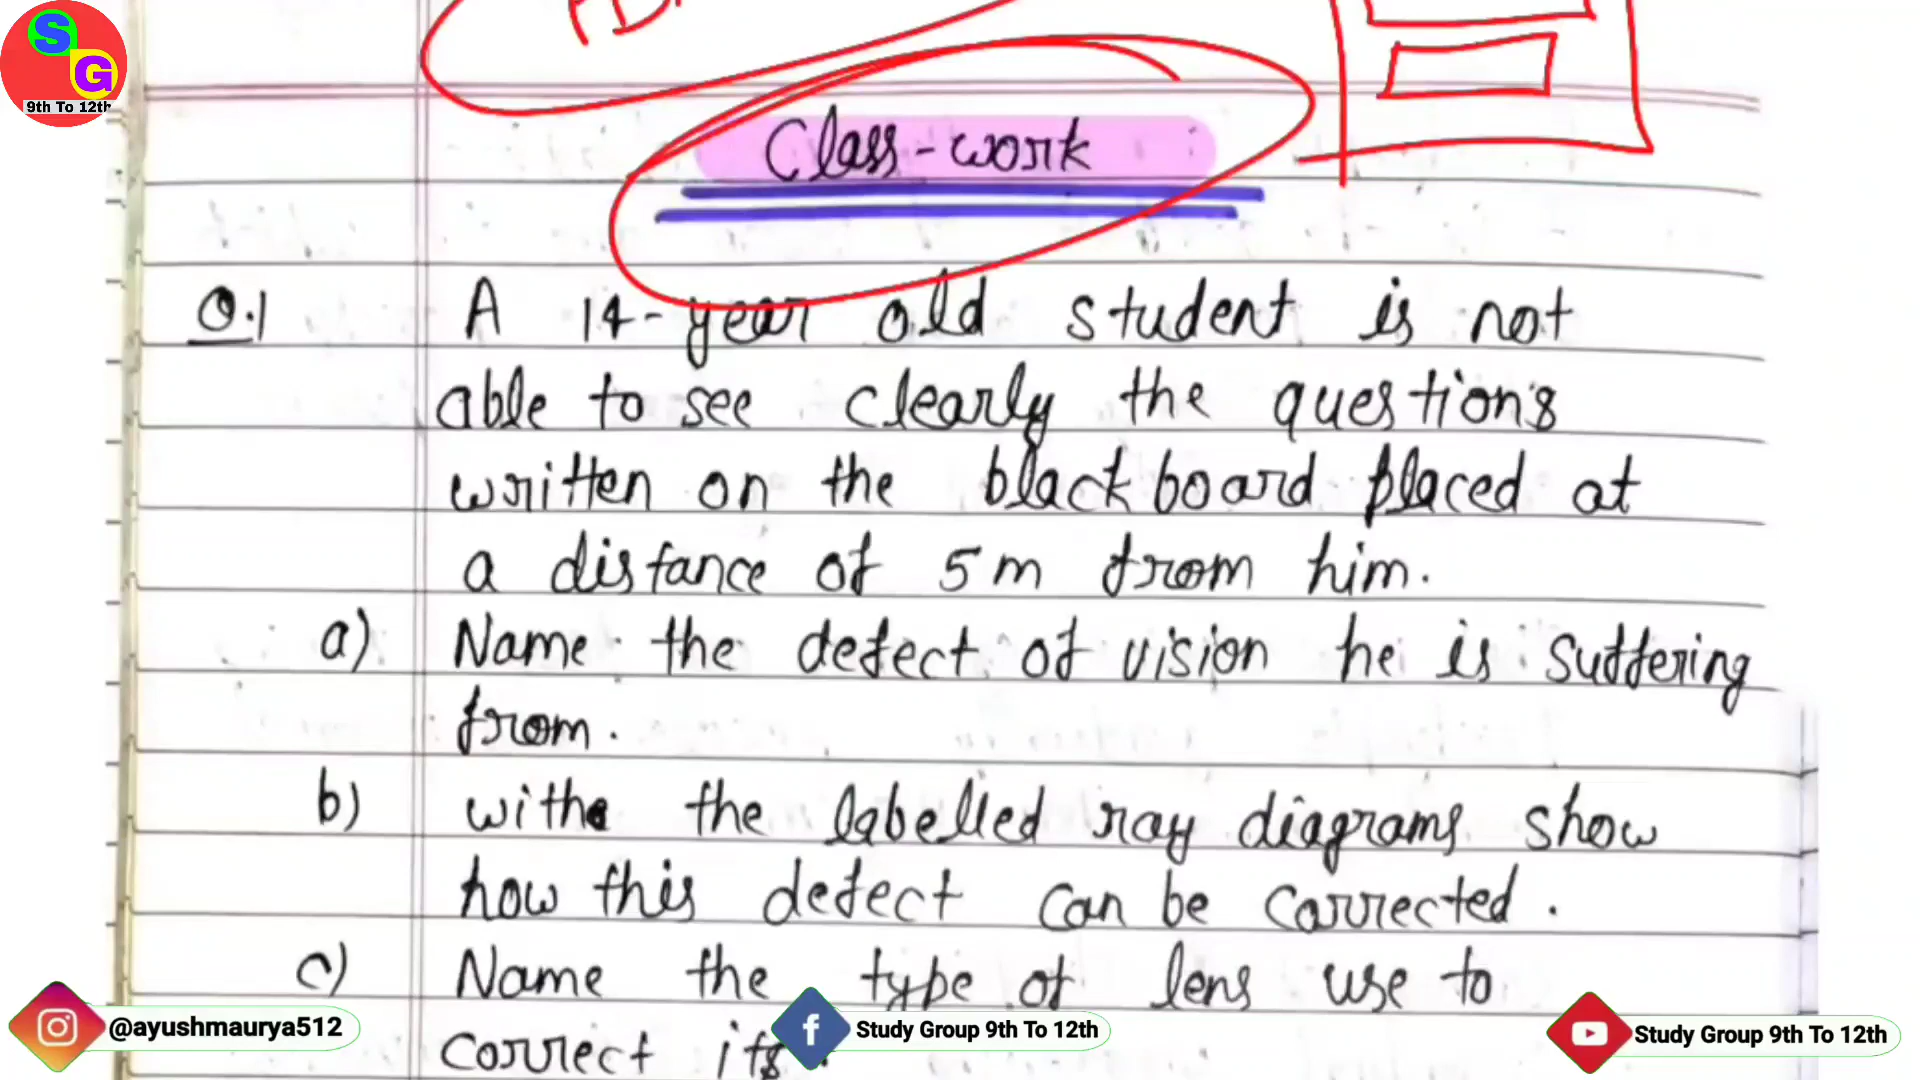 S
G
9th To 12th
Class-work
Q.1 A 14-year old student is not
able to see clearly the questions
written on the blackboard placed at
a distance of 5m from him.
a) Name the defect of vision he is suffering
from.
b) withe the labelled ray diagrams show
how this defect can be corrected.
c) Name the type of lens use to
correct its
@ayushmaurya512
Study Group 9th To 12th
Study Group 9th To 12th